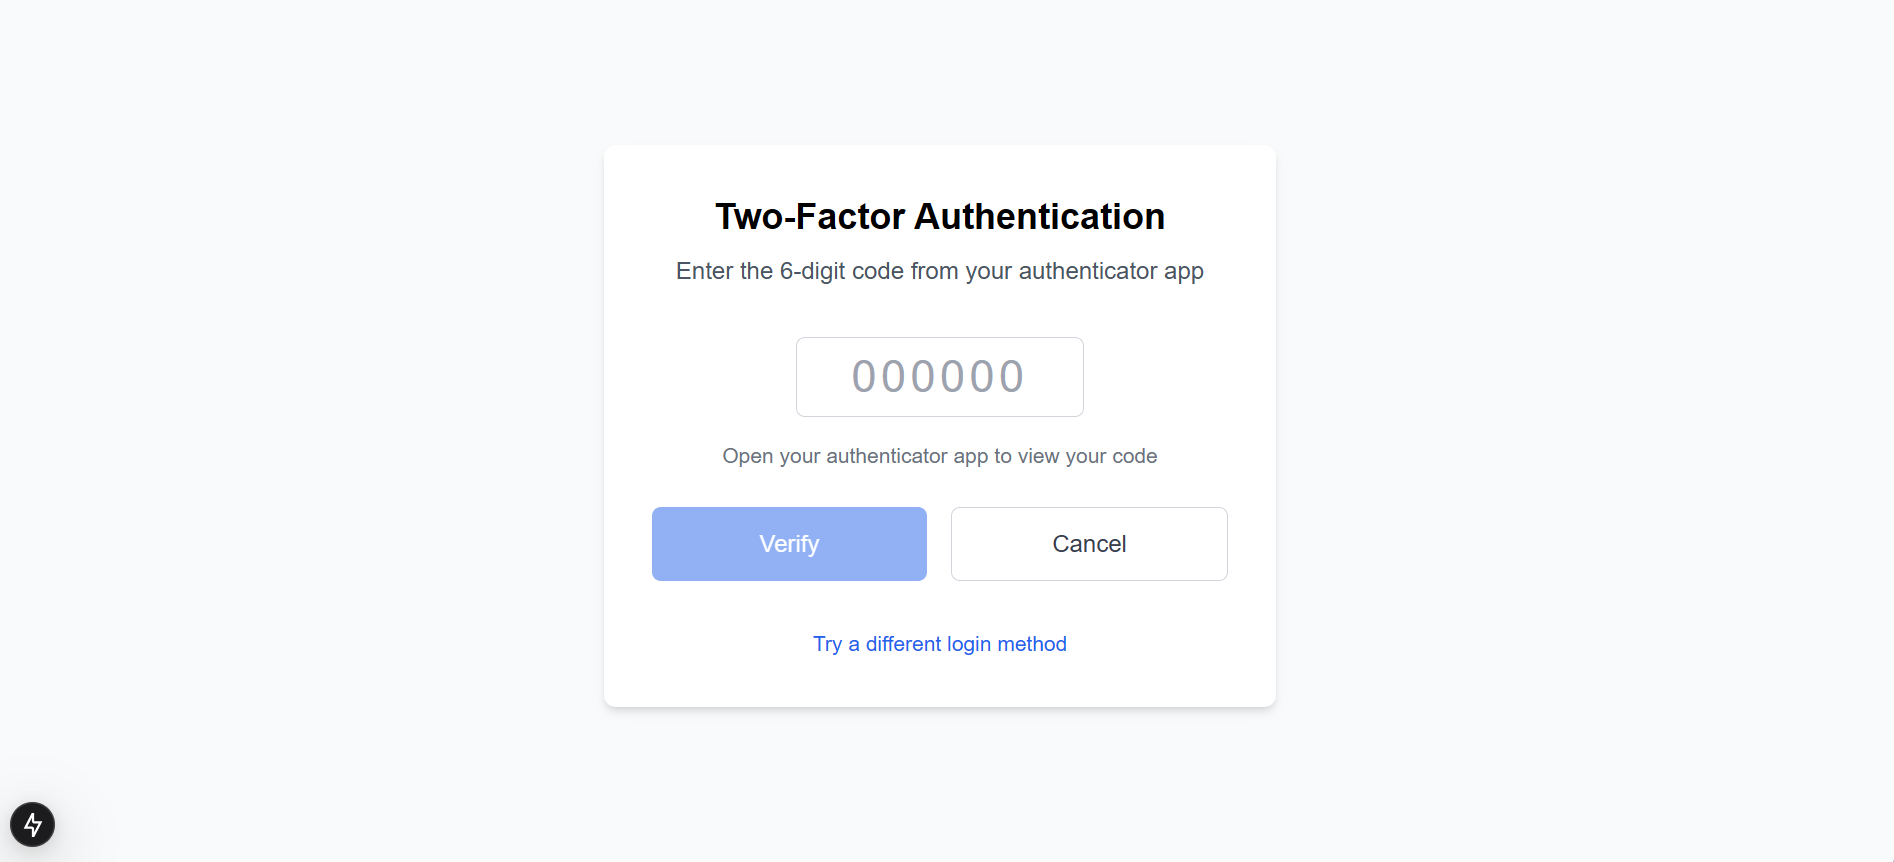 Two-Factor Authentication
Enter the 6-digit code from your authenticator app
000000
Open your authenticator app to view your code
Verify
Cancel
Try a different login method